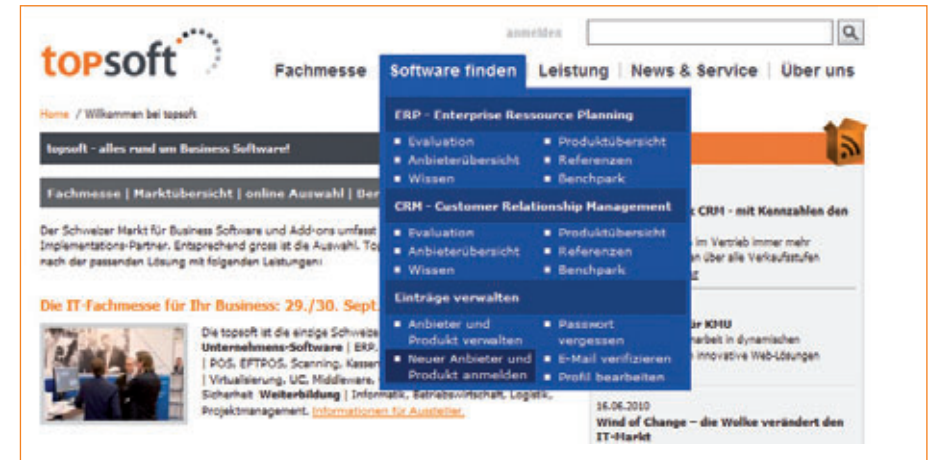 topsoft
anmelden
Fachmesse Software finden Leistung News & Service Über uns
Home / Willkommen bei topsoft
topsoft - alles rund um Business Software!
Fachmesse | Marktübersicht | online Auswahl | Ber
Der Schweizer Markt für Business Software und Add-ons umfasst
Implementations-Partner. Entsprechend gross ist die Auswahl. To
nach der passenden Lösung mit folgenden Leistungen:
Die IT-Fachmesse für Ihr Business: 29./30. Sept.
Die topsoft ist die einzige Schweize
Unternehmens-Software | ERP,
| POS, EFTPOS, Scanning, Kassen
| Virtualisierung, UC, Middleware,
Sicherheit Weiterbildung | Informatik, Betriebswirtschaft, Logistik,
Projektmanagement. Informationen für Aussteller.
ERP - Enterprise Ressource Planning
Evaluation
Anbieterübersicht
Wissen
Produktübersicht
Referenzen
Benchpark
CRM - Customer Relationship Management
Evaluation
Anbieterübersicht
Wissen
Produktübersicht
Referenzen
Benchpark
Einträge verwalten
Anbieter und
Produkt verwalten
Neuer Anbieter und
Produkt anmelden
Passwort
vergessen
E-Mail verifizieren
Profil bearbeiten
CRM - mit Kennzahlen den
im Vertrieb immer mehr
über alle Verkaufsstufen
für KMU
in dynamischen
innovative Web-Lösungen
16.06.2010
Wind of Change – die Wolke verändert den
IT-Markt